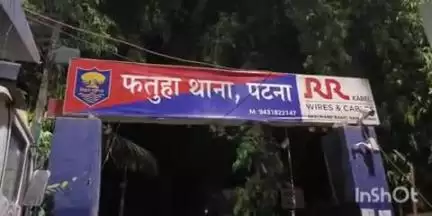 फतुहा थाना, पटना
M. 9431822147
RR
KABEL
WIRES & CABLES
InShOt